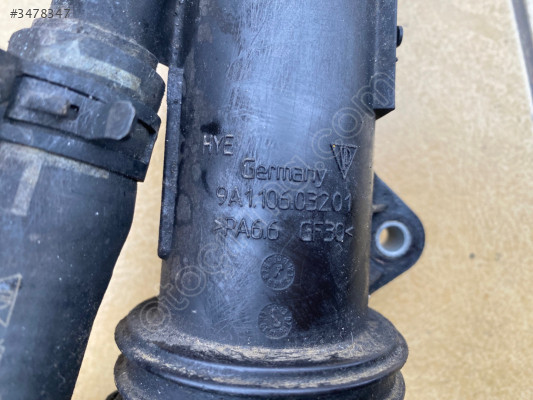 #3478347
HYE
Germany
9A1.106.032.01
>PA6.6 GF30<